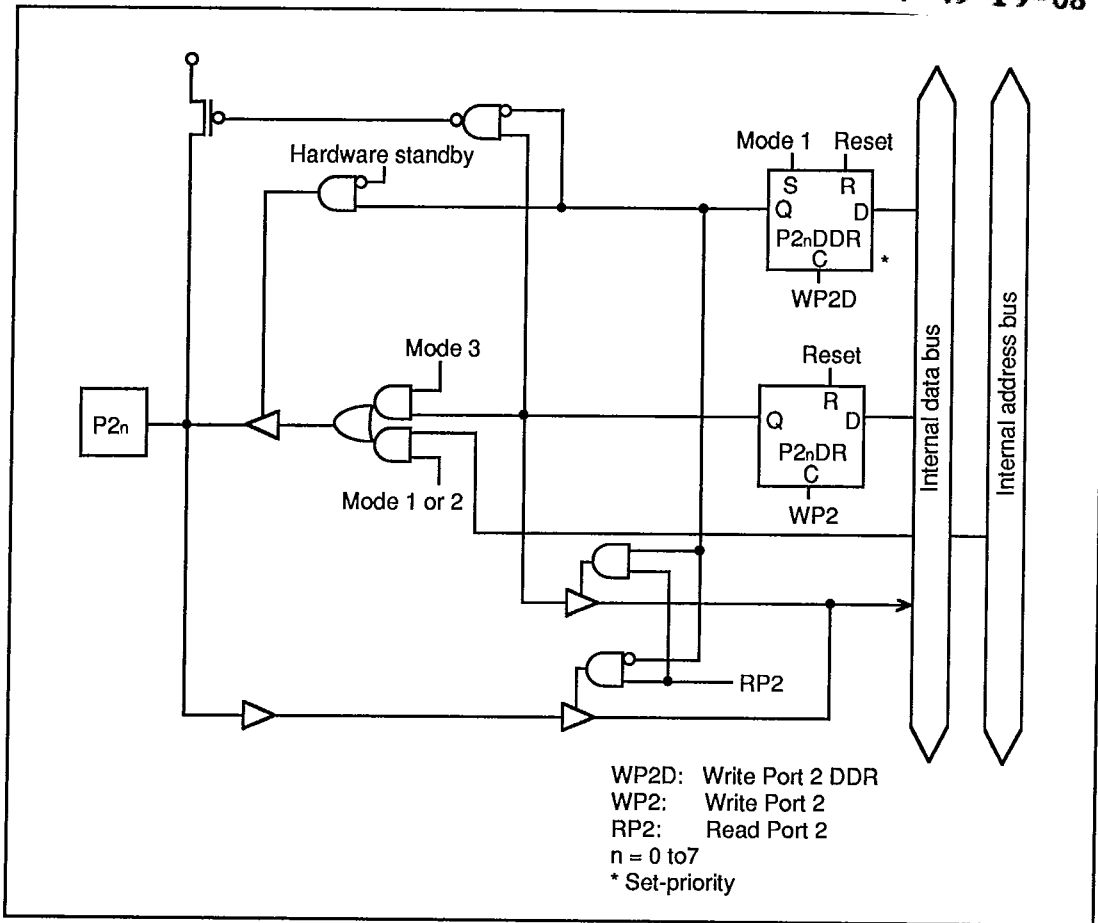 Hardware standby
Mode 1 Reset
S R
Q D
P2nDDR
C *
WP2D
Mode 3
Reset
R
Q D
P2nDR
C
WP2
P2n
Mode 1 or 2
Internal data bus
Internal address bus
RP2
WP2D: Write Port 2 DDR
WP2: Write Port 2
RP2: Read Port 2
n = 0 to7
* Set-priority